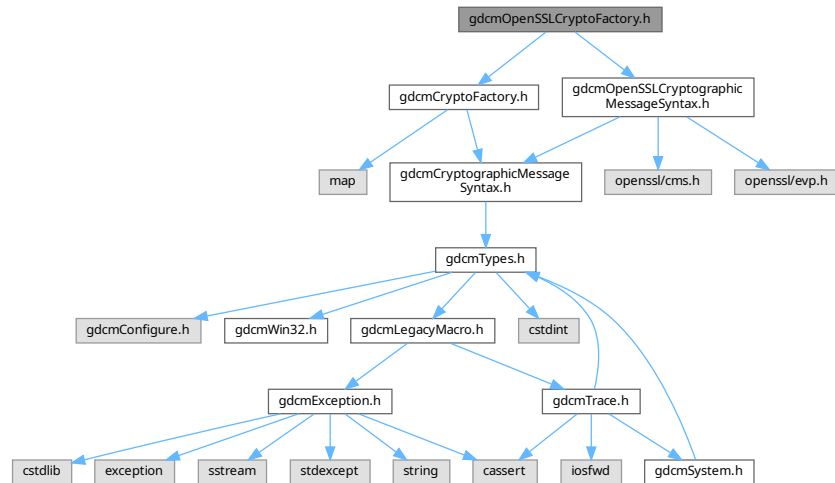 gdcmOpenSSLCryptoFactory.h
gdcmCryptoFactory.h
gdcmOpenSSLCryptographic
MessageSyntax.h
map
gdcmCryptographicMessage
Syntax.h
openssl/cms.h
openssl/evp.h
gdcmTypes.h
gdcmConfigure.h
gdcmWin32.h
gdcmLegacyMacro.h
cstdint
gdcmException.h
gdcmTrace.h
cstdlib
exception
sstream
stdexcept
string
cassert
iosfwd
gdcmSystem.h